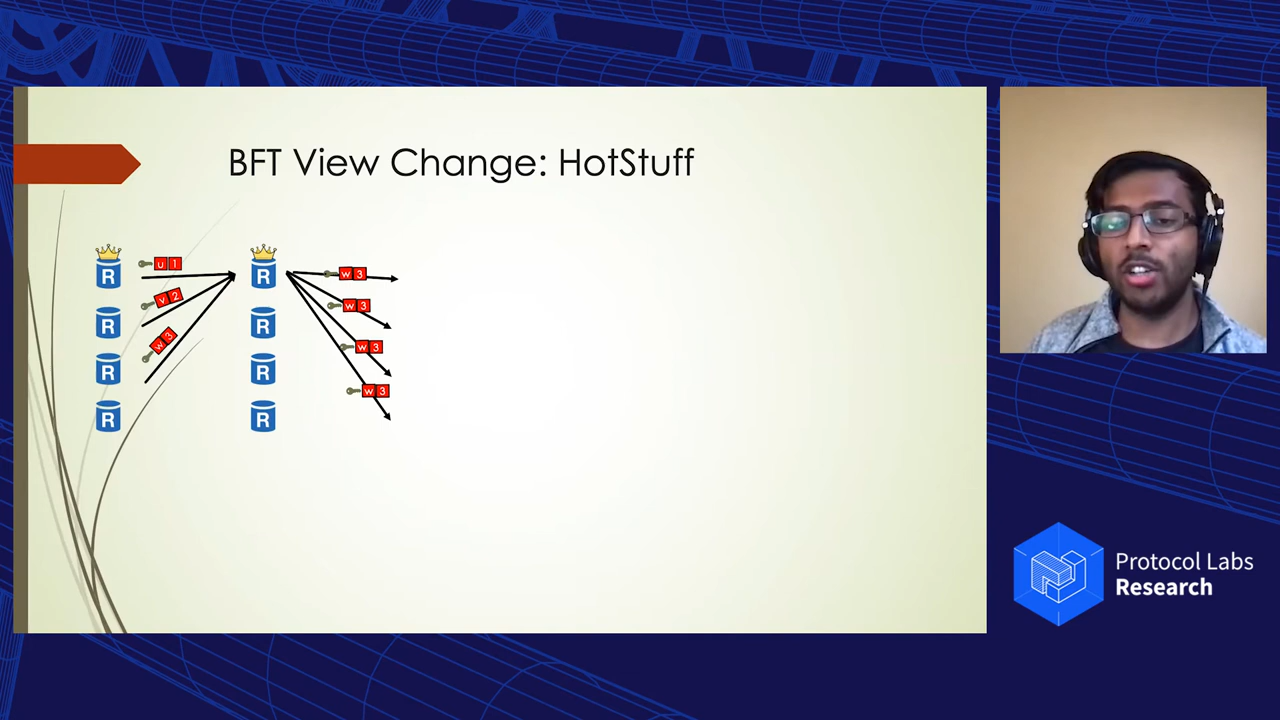 BFT View Change: HotStuff
u 1
v 2
w 3
R
R
R
R
R
R
R
R
w 3
w 3
w 3
w 3
Protocol Labs
Research